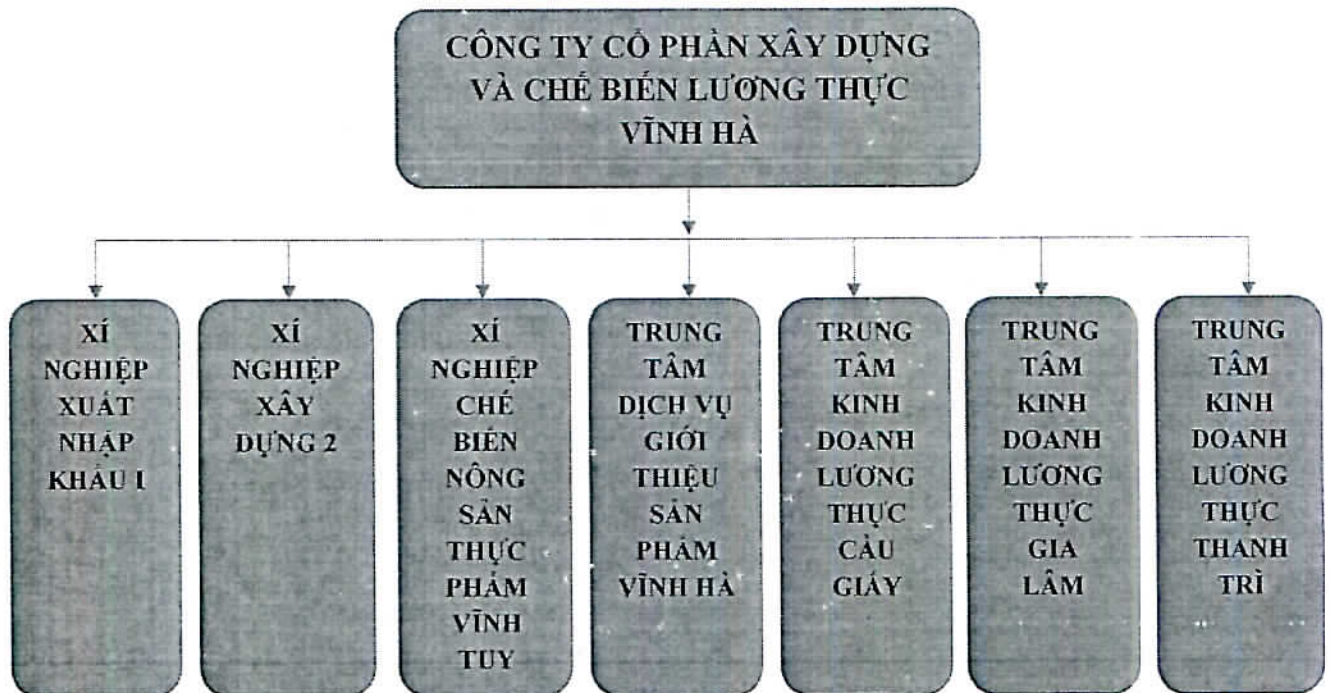 CÔNG TY CỔ PHẦN XÂY DỰNG
VÀ CHẾ BIẾN LƯƠNG THỰC
VĨNH HÀ
XÍ
NGHIỆP
XUẤT
NHẬP
KHẨU I
XÍ
NGHIỆP
XÂY
DỰNG 2
XÍ
NGHIỆP
CHẾ
BIẾN
NÔNG
SẢN
THỰC
PHẨM
VĨNH
TUY
TRUNG
TÂM
DỊCH VỤ
GIỚI
THIỆU
SẢN
PHẨM
VĨNH HÀ
TRUNG
TÂM
KINH
DOANH
LƯƠNG
THỰC
CẦU
GIẤY
TRUNG
TÂM
KINH
DOANH
LƯƠNG
THỰC
GIA
LÂM
TRUNG
TÂM
KINH
DOANH
LƯƠNG
THỰC
THANH
TRÌ